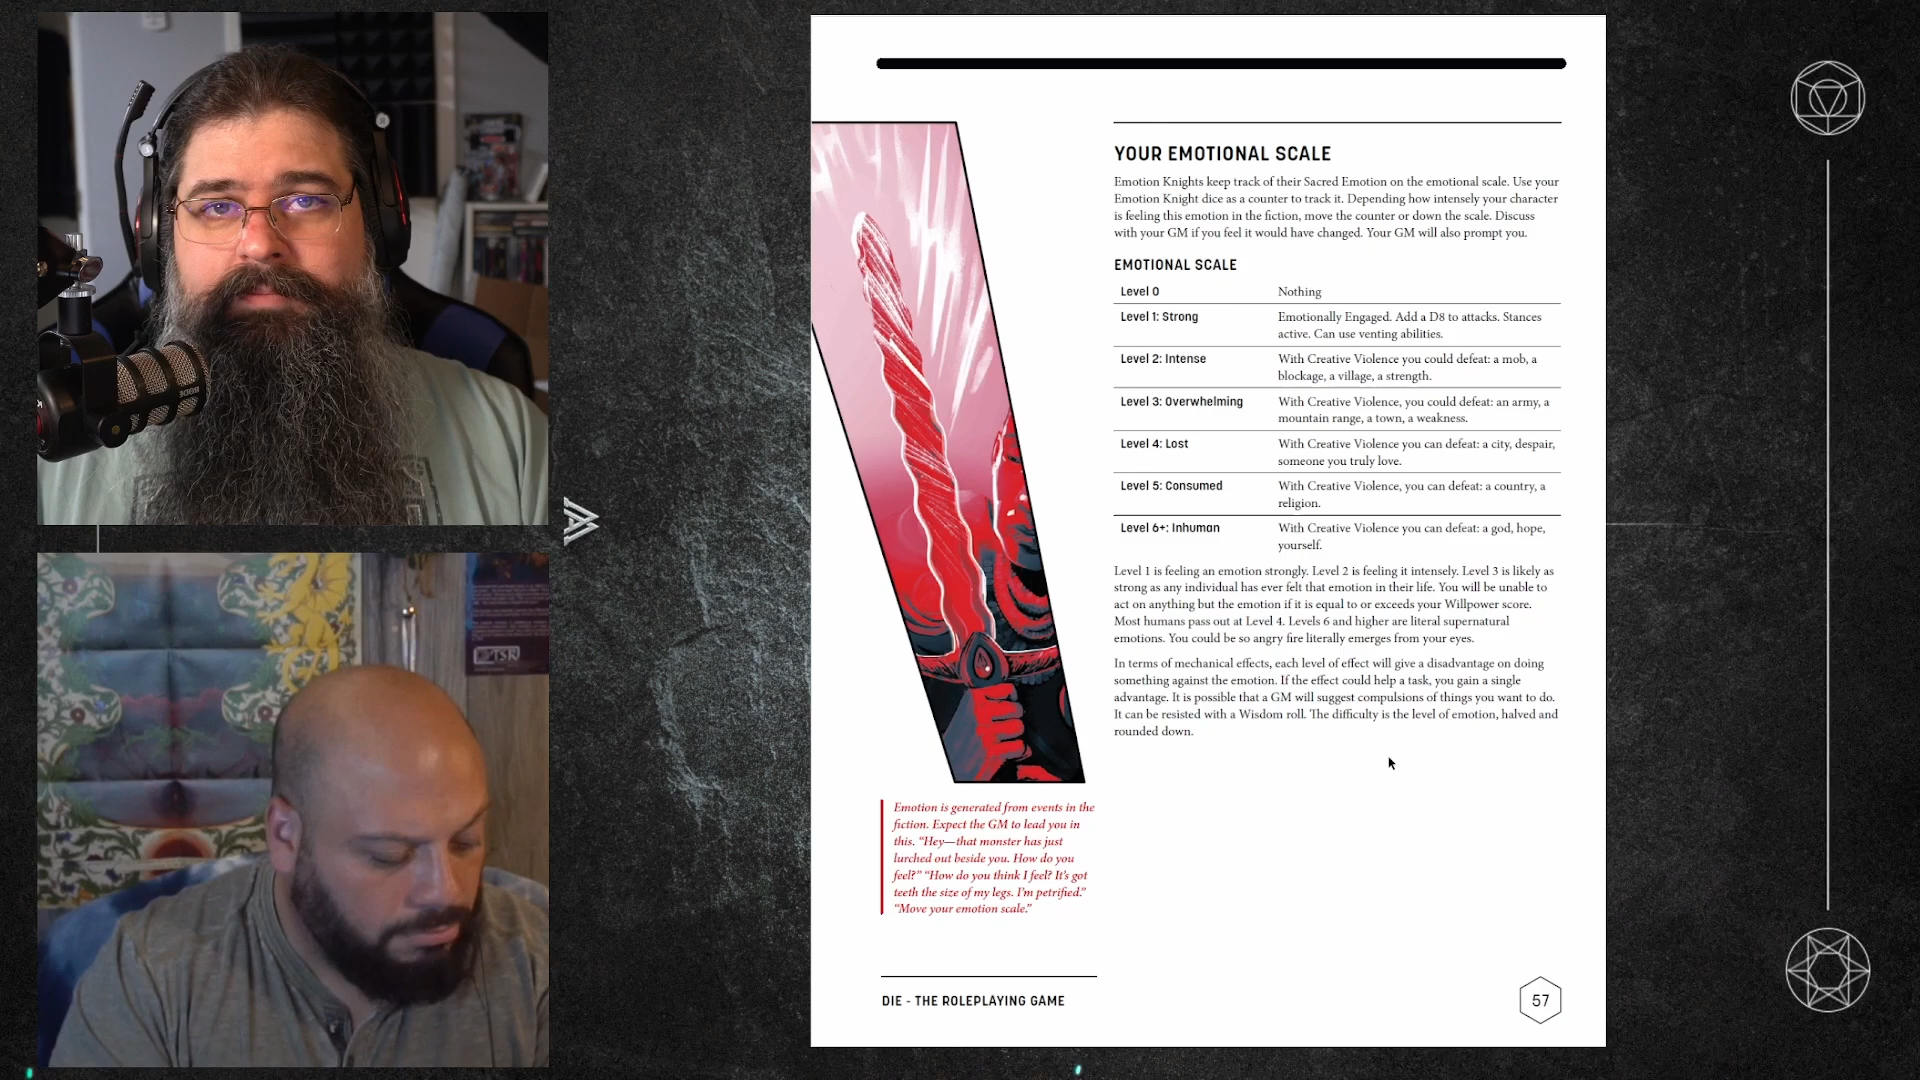 YOUR EMOTIONAL SCALE
Emotion Knights keep track of their Sacred Emotion on the emotional scale. Use your
Emotion Knight dice as a counter to track it. Depending how intensely your character
is feeling this emotion in the fiction, move the counter or down the scale. Discuss
with your GM if you feel it would have changed. Your GM will also prompt you.
EMOTIONAL SCALE
Level 0 Nothing
Level 1: Strong Emotionally Engaged. Add a D8 to attacks. Stances
active. Can use venting abilities.
Level 2: Intense With Creative Violence you could defeat: a mob, a
blockage, a village, a strength.
Level 3: Overwhelming With Creative Violence, you could defeat: an army, a
mountain range, a town, a weakness.
Level 4: Lost With Creative Violence you can defeat: a city, despair,
someone you truly love.
Level 5: Consumed With Creative Violence, you can defeat: a country, a
religion.
Level 6+: Inhuman With Creative Violence you can defeat: a god, hope,
yourself.
Level 1 is feeling an emotion strongly. Level 2 is feeling it intensely. Level 3 is likely as
strong as any individual has ever felt that emotion in their life. You will be unable to
act on anything but the emotion if it is equal to or exceeds your Willpower score.
Most humans pass out at Level 4. Levels 6 and higher are literal supernatural
emotions. You could be so angry fire literally emerges from your eyes.
In terms of mechanical effects, each level of effect will give a disadvantage on doing
something against the emotion. If the effect could help a task, you gain a single
advantage. It is possible that a GM will suggest compulsions of things you want to do.
It can be resisted with a Wisdom roll. The difficulty is the level of emotion, halved and
rounded down.
Emotion is generated from events in the
fiction. Expect the GM to lead you in
this. “Hey—that monster has just
lurched out beside you. How do you
feel?” “How do you think I feel? It’s got
teeth the size of my legs. I’m petrified.”
“Move your emotion scale.”
DIE - THE ROLEPLAYING GAME
57
RODE
TSR